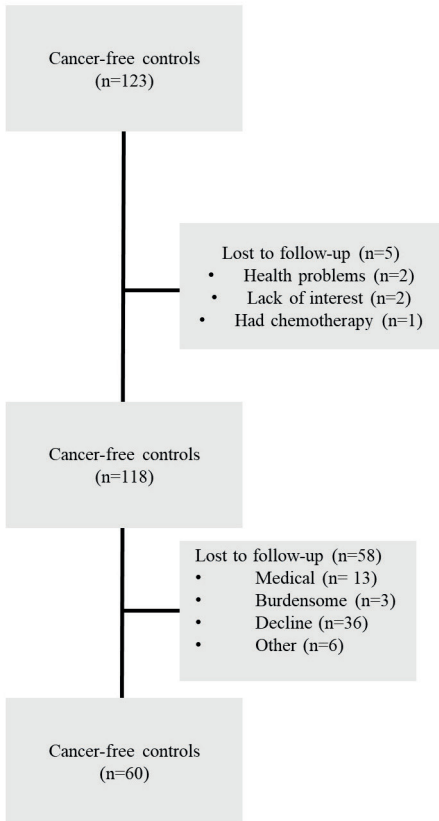 Cancer-free controls
(n=123)
Lost to follow-up (n=5)
• Health problems (n=2)
• Lack of interest (n=2)
• Had chemotherapy (n=1)
Cancer-free controls
(n=118)
Lost to follow-up (n=58)
• Medical (n= 13)
• Burdensome (n=3)
• Decline (n=36)
• Other (n=6)
Cancer-free controls
(n=60)